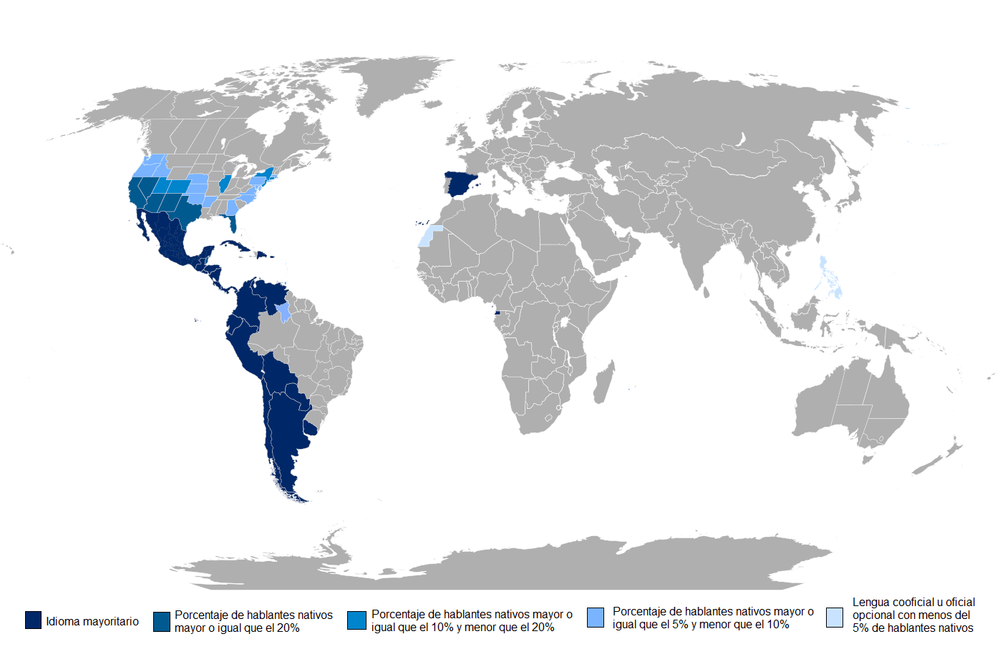 Idioma mayoritario
Porcentaje de hablantes nativos
mayor o igual que el 20%
Porcentaje de hablantes nativos mayor o
igual que el 10% y menor que el 20%
Porcentaje de hablantes nativos mayor o
igual que el 5% y menor que el 10%
Lengua cooficial u oficial
opcional con menos del
5% de hablantes nativos